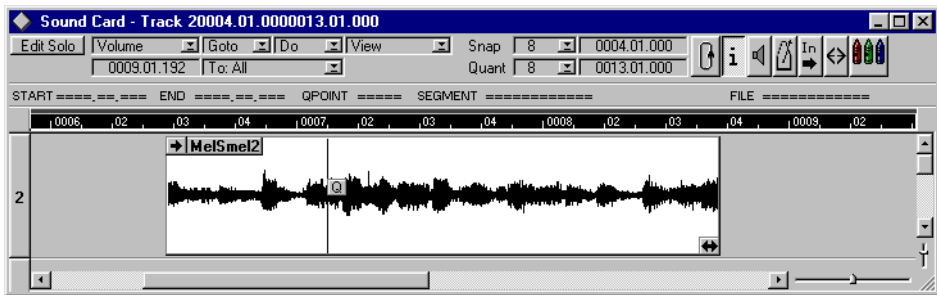 Sound Card - Track 20004.01.0000013.01.000
Edit Solo Volume Goto Do View Snap 8 0004.01.000
0009.01.192 To: All Quant 8 0013.01.000
i In
START ====.==.=== END ====.==.=== QPOINT ===== SEGMENT ============ FILE ============
0006, ,02 ,03 ,04 0007, ,02 ,03 ,04 0008, ,02 ,03 ,04 0009, ,02
MelSmel2
2 Q